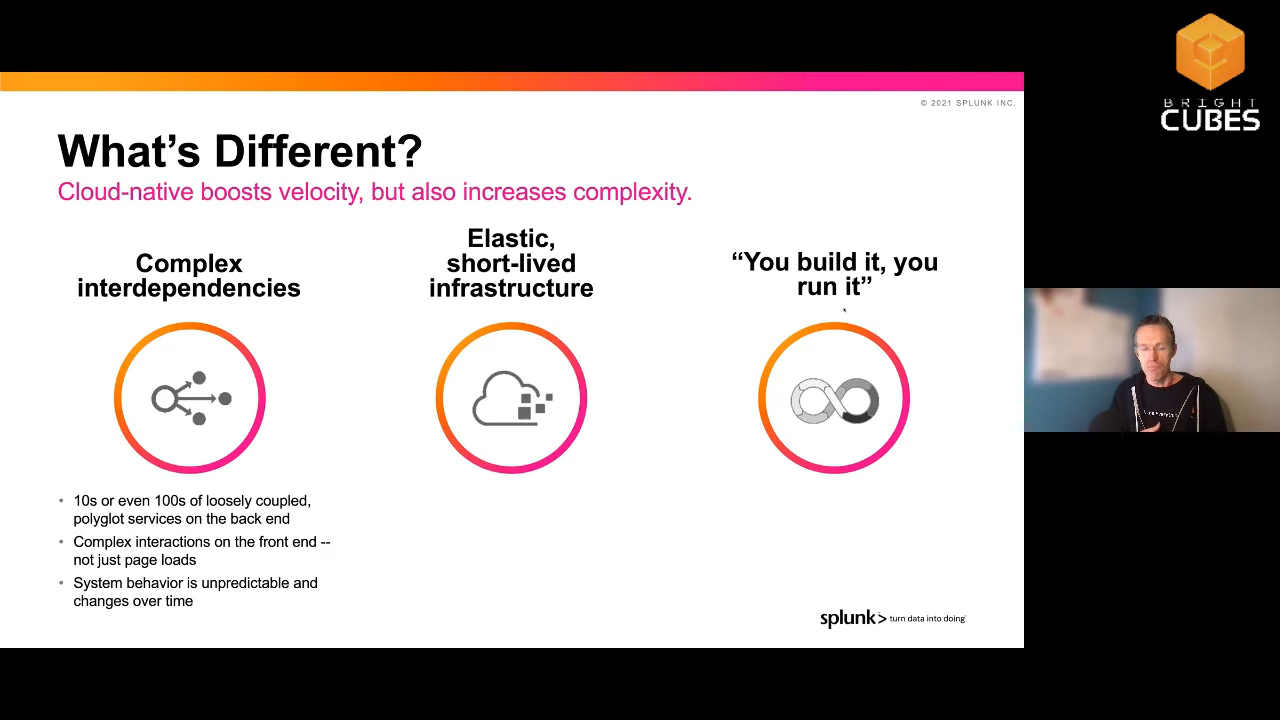 BRIGHT
CUBES
© 2021 SPLUNK INC.
What’s Different?
Cloud-native boosts velocity, but also increases complexity.
Complex
interdependencies
Elastic,
short-lived
infrastructure
“You build it, you
run it”
• 10s or even 100s of loosely coupled,
polyglot services on the back end
• Complex interactions on the front end --
not just page loads
• System behavior is unpredictable and
changes over time
splunk> turn data into doing